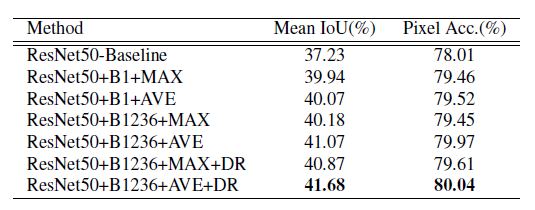 Method Mean IoU(%) Pixel Acc.(%)
ResNet50-Baseline 37.23 78.01
ResNet50+B1+MAX 39.94 79.46
ResNet50+B1+AVE 40.07 79.52
ResNet50+B1236+MAX 40.18 79.45
ResNet50+B1236+AVE 41.07 79.97
ResNet50+B1236+MAX+DR 40.87 79.61
ResNet50+B1236+AVE+DR 41.68 80.04